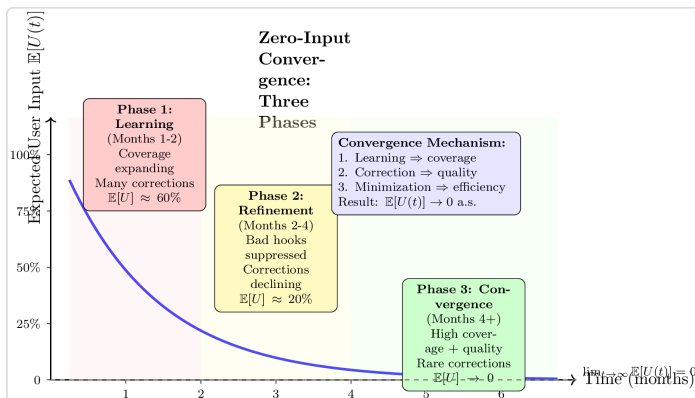 Zero-Input
Conver-
gence:
Three
Phases
Expected User Input 𝔼[U(t)]
100%
75%
50%
25%
0
Phase 1:
Learning
(Months 1-2)
Coverage
expanding
Many corrections
𝔼[U] ≈ 60%
Phase 2:
Refinement
(Months 2-4)
Bad hooks
suppressed
Corrections
declining
𝔼[U] ≈ 20%
Convergence Mechanism:
1. Learning ⇒ coverage
2. Correction ⇒ quality
3. Minimization ⇒ efficiency
Result: 𝔼[U(t)] → 0 a.s.
Phase 3: Con-
vergence
(Months 4+)
High cover-
age + quality
Rare corrections
𝔼[U] → 0
lim t→∞ 𝔼[U(t)] = 0
Time (months)
1 2 3 4 5 6